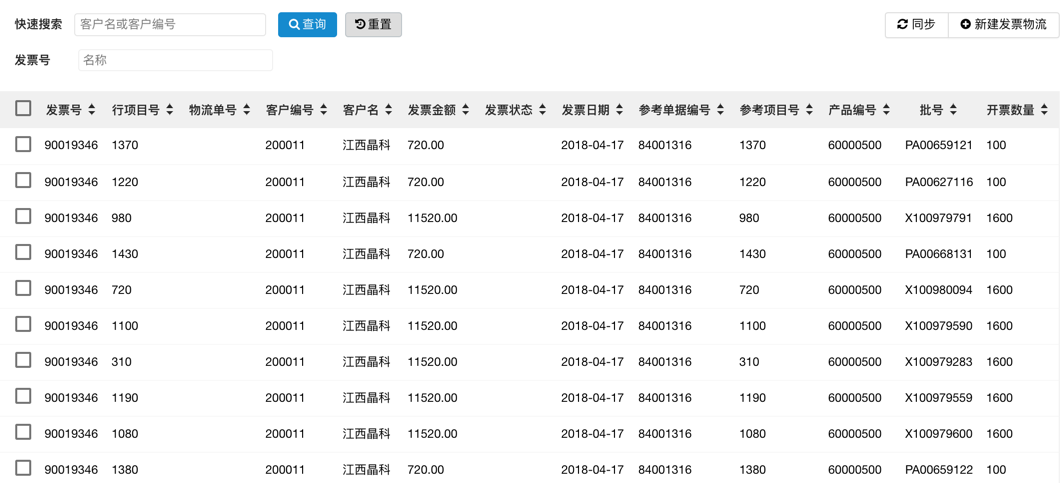 快速搜索 客户名或客户编号 查询 重置 同步 新建发票物流
发票号 名称
发票号 行项目号 物流单号 客户编号 客户名 发票金额 发票状态 发票日期 参考单据编号 参考项目号 产品编号 批号 开票数量
90019346 1370 200011 江西晶科 720.00 2018-04-17 84001316 1370 60000500 PA00659121 100
90019346 1220 200011 江西晶科 720.00 2018-04-17 84001316 1220 60000500 PA00627116 100
90019346 980 200011 江西晶科 11520.00 2018-04-17 84001316 980 60000500 X100979791 1600
90019346 1430 200011 江西晶科 720.00 2018-04-17 84001316 1430 60000500 PA00668131 100
90019346 720 200011 江西晶科 11520.00 2018-04-17 84001316 720 60000500 X100980094 1600
90019346 1100 200011 江西晶科 11520.00 2018-04-17 84001316 1100 60000500 X100979590 1600
90019346 310 200011 江西晶科 11520.00 2018-04-17 84001316 310 60000500 X100979283 1600
90019346 1190 200011 江西晶科 11520.00 2018-04-17 84001316 1190 60000500 X100979559 1600
90019346 1080 200011 江西晶科 11520.00 2018-04-17 84001316 1080 60000500 X100979600 1600
90019346 1380 200011 江西晶科 720.00 2018-04-17 84001316 1380 60000500 PA00659122 100